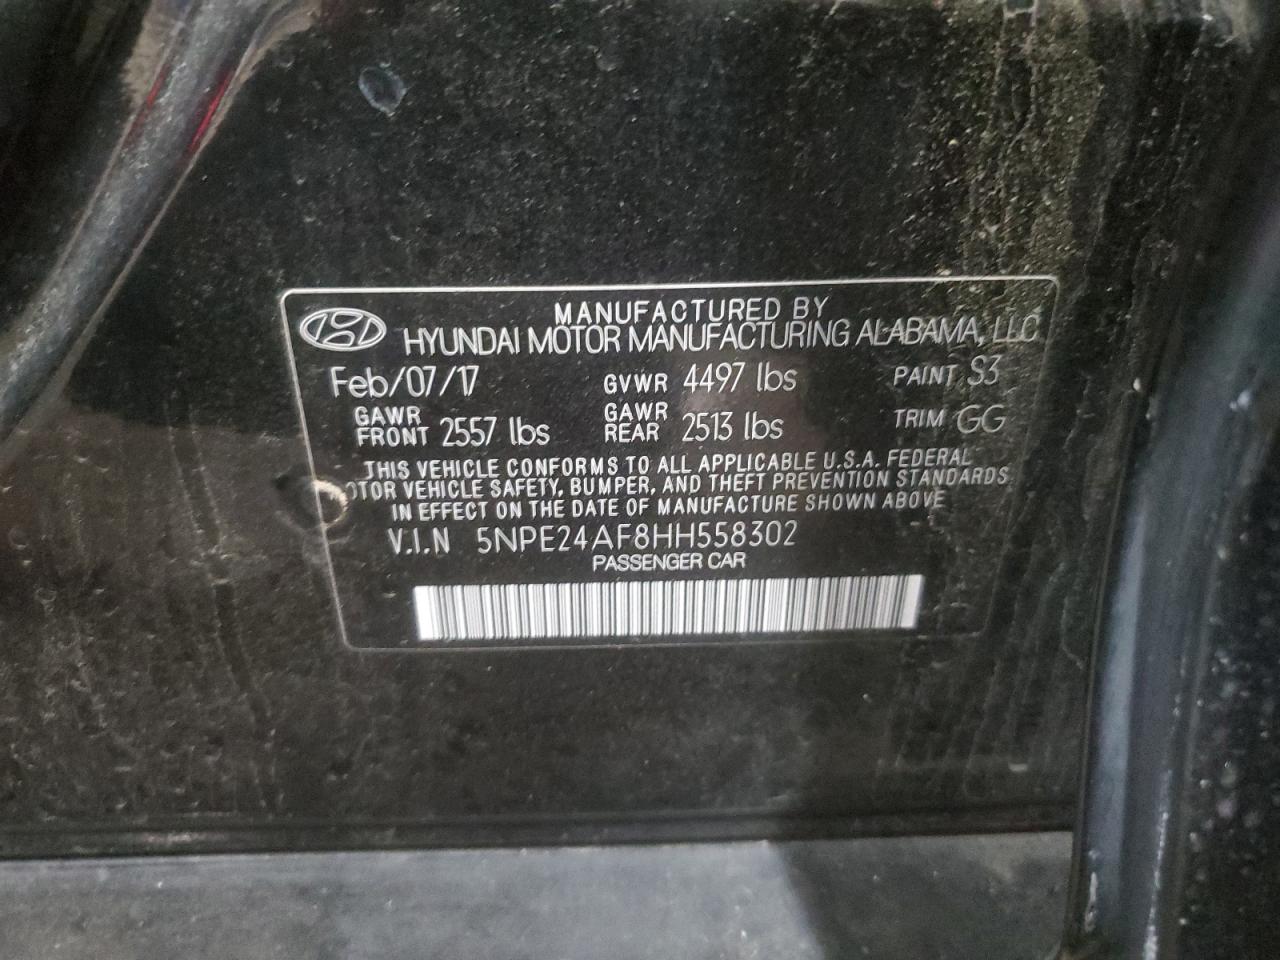 MANUFACTURED BY
HYUNDAI MOTOR MANUFACTURING ALABAMA, LLC
Feb/07/17 GVWR 4497 lbs PAINT S3
GAWR FRONT 2557 lbs GAWR REAR 2513 lbs TRIM GG
THIS VEHICLE CONFORMS TO ALL APPLICABLE U.S.A. FEDERAL
OTOR VEHICLE SAFETY, BUMPER, AND THEFT PREVENTION STANDARDS
IN EFFECT ON THE DATE OF MANUFACTURE SHOWN ABOVE
V.I.N 5NPE24AF8HH558302
PASSENGER CAR